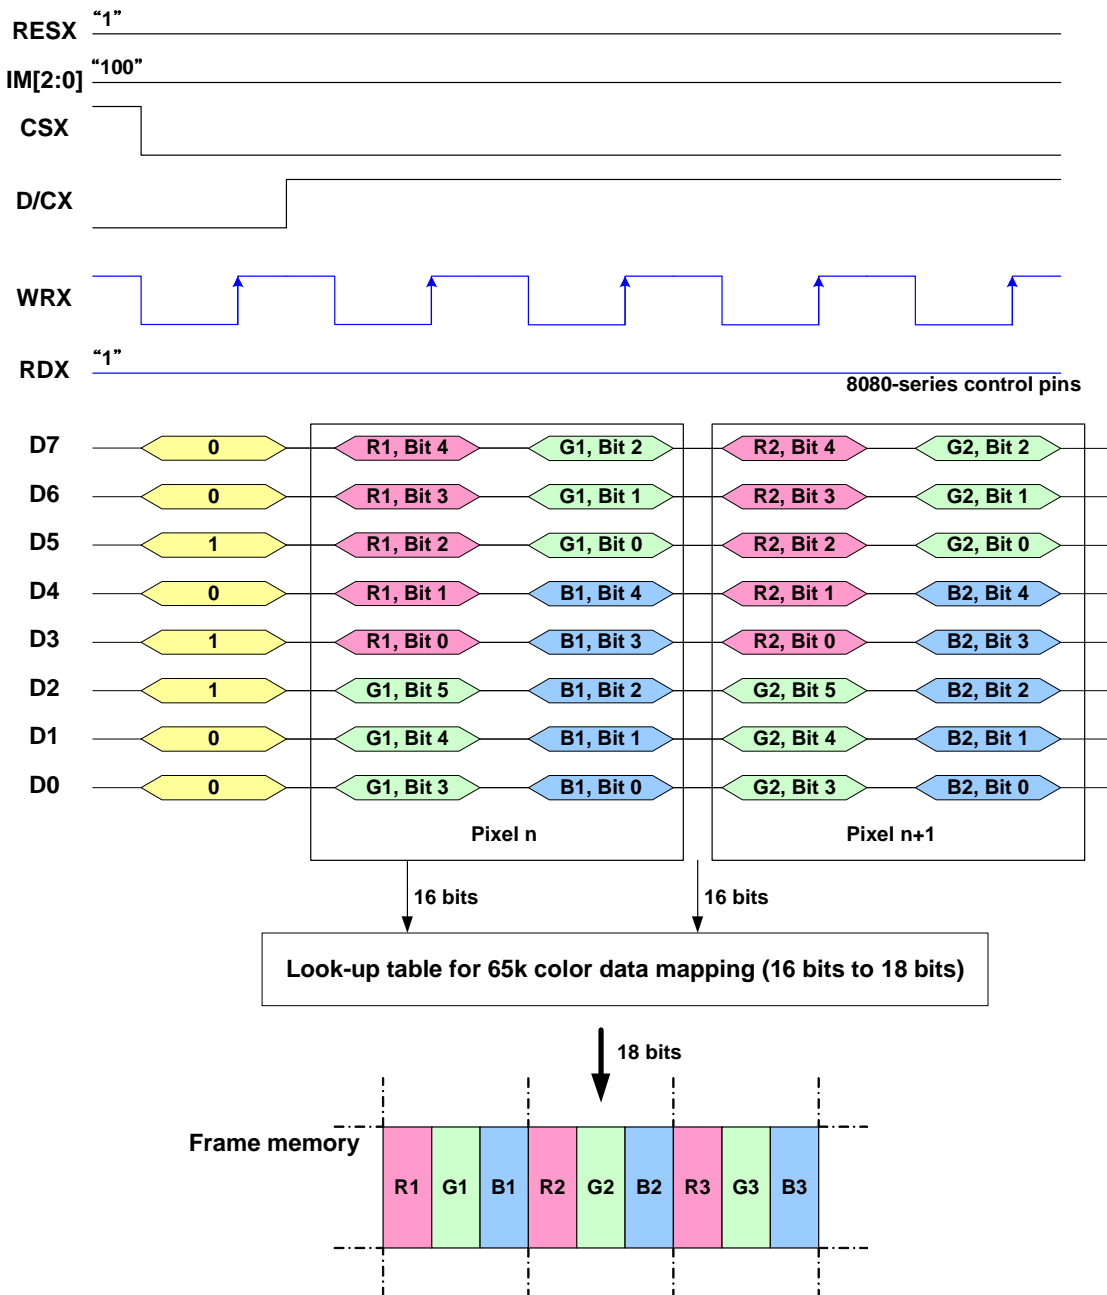 RESX “1”
IM[2:0] “100”
CSX
D/CX
WRX
RDX “1”
8080-series control pins
D7 0 R1, Bit 4 G1, Bit 2 R2, Bit 4 G2, Bit 2
D6 0 R1, Bit 3 G1, Bit 1 R2, Bit 3 G2, Bit 1
D5 1 R1, Bit 2 G1, Bit 0 R2, Bit 2 G2, Bit 0
D4 0 R1, Bit 1 B1, Bit 4 R2, Bit 1 B2, Bit 4
D3 1 R1, Bit 0 B1, Bit 3 R2, Bit 0 B2, Bit 3
D2 1 G1, Bit 5 B1, Bit 2 G2, Bit 5 B2, Bit 2
D1 0 G1, Bit 4 B1, Bit 1 G2, Bit 4 B2, Bit 1
D0 0 G1, Bit 3 B1, Bit 0 G2, Bit 3 B2, Bit 0
Pixel n Pixel n+1
16 bits 16 bits
Look-up table for 65k color data mapping (16 bits to 18 bits)
18 bits
Frame memory
R1 G1 B1 R2 G2 B2 R3 G3 B3